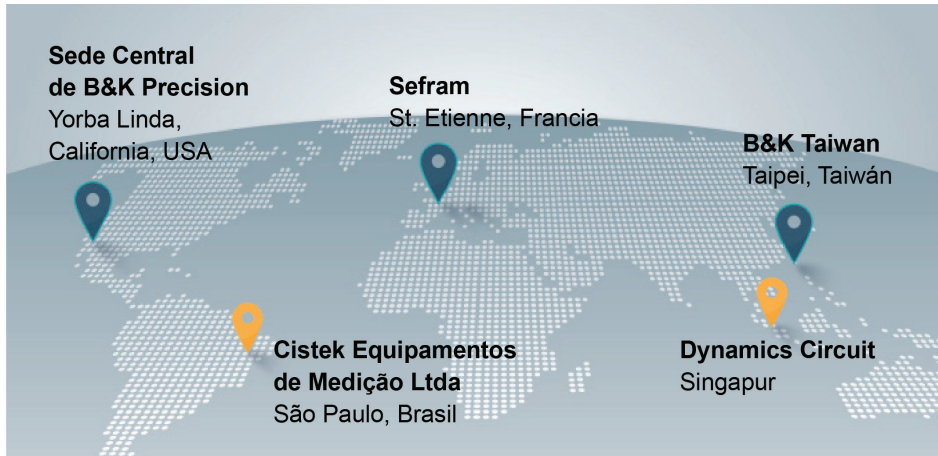 Sede Central
de B&K Precision
Yorba Linda,
California, USA
Sefram
St. Etienne, Francia
B&K Taiwan
Taipei, Taiwán
Cistek Equipamentos
de Medição Ltda
São Paulo, Brasil
Dynamics Circuit
Singapur